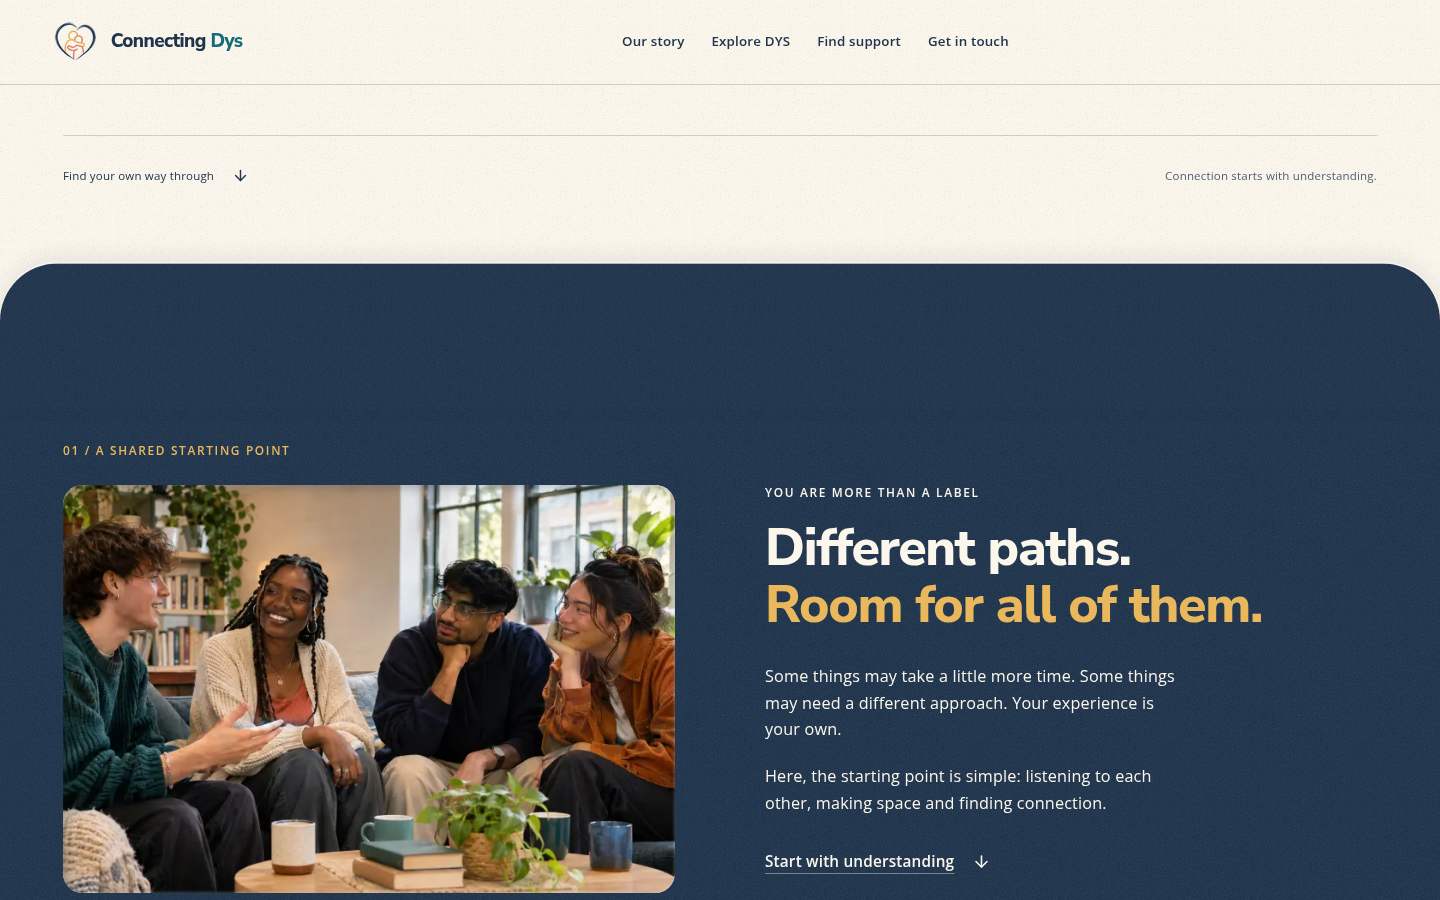 Connecting Dys
Our story
Explore DYS
Find support
Get in touch
Find your own way through
Connection starts with understanding.
01 / A SHARED STARTING POINT
YOU ARE MORE THAN A LABEL
Different paths.
Room for all of them.
Some things may take a little more time. Some things
may need a different approach. Your experience is
your own.
Here, the starting point is simple: listening to each
other, making space and finding connection.
Start with understanding